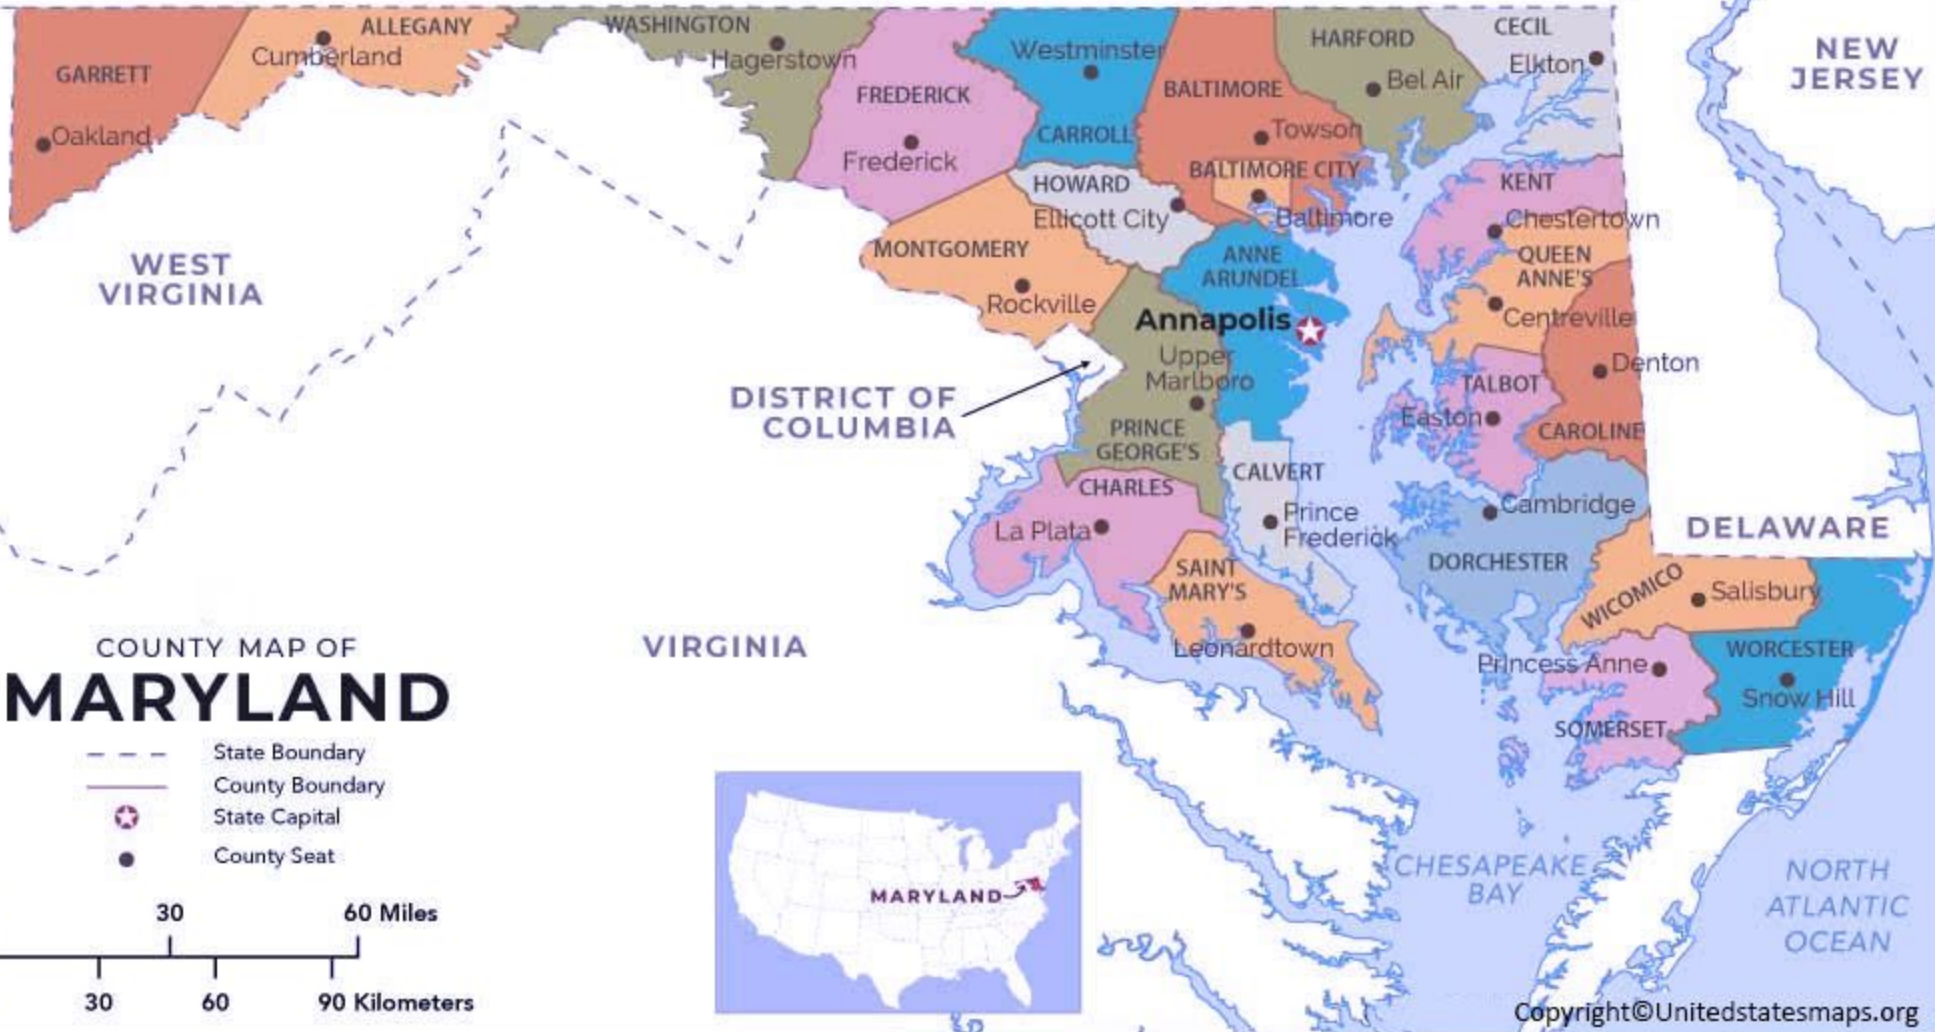 GARRETT
Oakland
ALLEGANY
Cumberland
WASHINGTON
Hagerstown
FREDERICK
Frederick
Westminster
CARROLL
BALTIMORE
Towson
BALTIMORE CITY
Baltimore
HARFORD
Bel Air
CECIL
Elkton
NEW
JERSEY
HOWARD
Ellicott City
MONTGOMERY
Rockville
ANNE
ARUNDEL
Annapolis
KENT
Chestertown
QUEEN
ANNE'S
Centreville
WEST
VIRGINIA
DISTRICT OF
COLUMBIA
Upper
Marlboro
PRINCE
GEORGE'S
TALBOT
Easton
Denton
CAROLINE
CHARLES
La Plata
CALVERT
Prince
Frederick
Cambridge
DORCHESTER
DELAWARE
SAINT
MARY'S
Leonardtown
WICOMICO
Salisbury
WORCESTER
Snow Hill
Princess Anne
SOMERSET
VIRGINIA
COUNTY MAP OF
MARYLAND
State Boundary
County Boundary
State Capital
County Seat
30 60 Miles
30 60 90 Kilometers
MARYLAND
CHESAPEAKE
BAY
NORTH
ATLANTIC
OCEAN
Copyright©Unitedstatesmaps.org